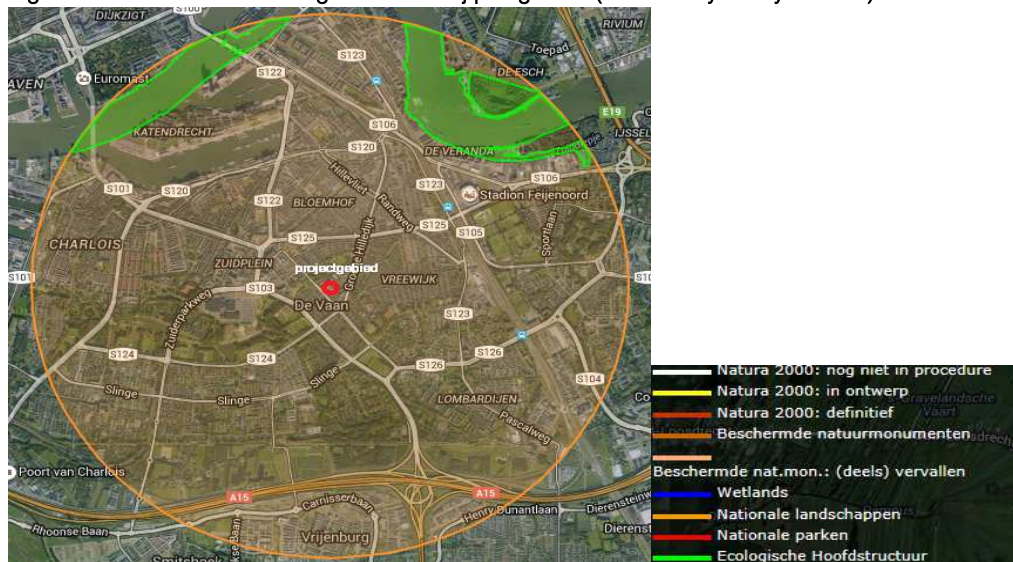 DIJKZIGT
S100
RIVIUM
S123
Toepad
DE ESCH
S122
Euromast
AVEN
E19
KATENDRECHT
S106
IJSSEL
S120
DE VERANDA
Hillevliet
S106
S101
S120
S123
Stadion Feijenoord
S122
BLOEMHOF
Randweg
S125
S105
Sportlaan
S125
CHARLOIS
Groene Hilledijk
ZUIDPLEIN
projectgebied
VREEWIJK
S101
S103
De Vaan
Zuiderparkweg
S123
S124
S124
S126
S126
Slinge
Slinge
Slinge
S104
LOMBARDIJEN
Pascalweg
Poort van Charlois
A15
A15
Carnisserbaan
Henry Dunantlaan
Dierensteinweg
Rhoonse Baan
Vrijenburg
Smitshoek
Natura 2000: nog niet in procedure
Natura 2000: in ontwerp
Natura 2000: definitief
Beschermde natuurmonumenten
Beschermde nat.mon.: (deels) vervallen
Wetlands
Nationale landschappen
Nationale parken
Ecologische Hoofdstructuur